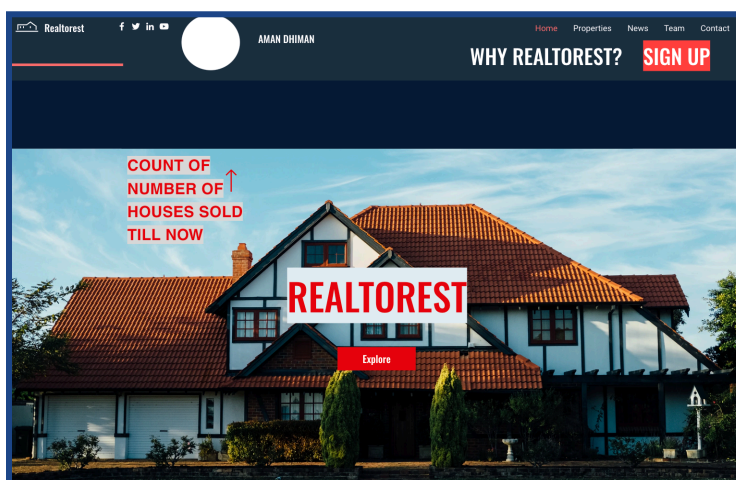 Realtorest
AMAN DHIMAN
Home Properties News Team Contact
WHY REALTOREST? SIGN UP
COUNT OF
NUMBER OF
HOUSES SOLD
TILL NOW
REALTOREST
Explore